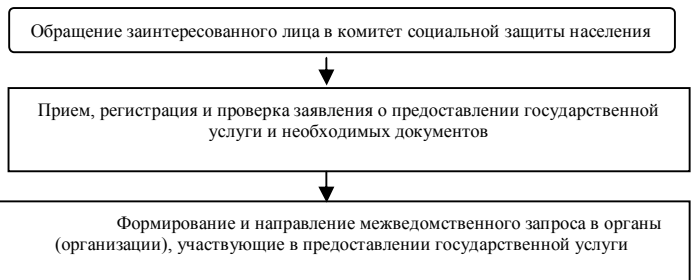 Обращение заинтересованного лица в комитет социальной защиты населения
Прием, регистрация и проверка заявления о предоставлении государственной
услуги и необходимых документов
Формирование и направление межведомственного запроса в органы
(организации), участвующие в предоставлении государственной услуги